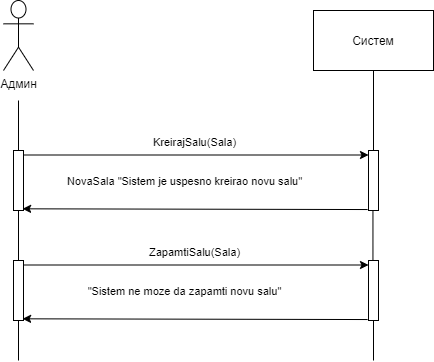 Систем
Админ
KreirajSalu(Sala)
NovaSala "Sistem je uspesno kreirao novu salu"
ZapamtiSalu(Sala)
"Sistem ne moze da zapamti novu salu"